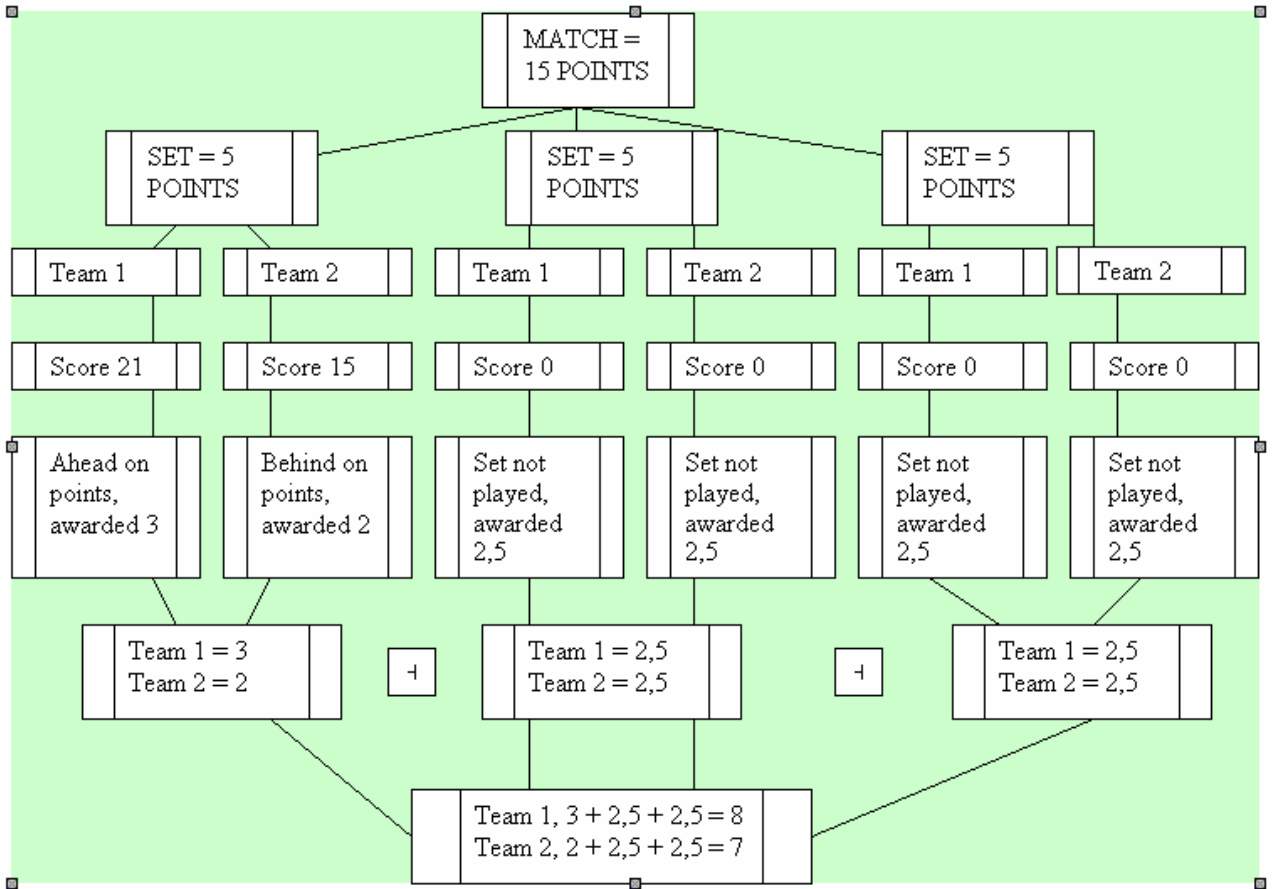 MATCH =
15 POINTS
SET = 5
POINTS
SET = 5
POINTS
SET = 5
POINTS
Team 1
Team 2
Team 1
Team 2
Team 1
Team 2
Score 21
Score 15
Score 0
Score 0
Score 0
Score 0
Ahead on
points,
awarded 3
Behind on
points,
awarded 2
Set not
played,
awarded
2,5
Set not
played,
awarded
2,5
Set not
played,
awarded
2,5
Set not
played,
awarded
2,5
Team 1 = 3
Team 2 = 2
Team 1 = 2,5
Team 2 = 2,5
Team 1 = 2,5
Team 2 = 2,5
Team 1, 3 + 2,5 + 2,5 = 8
Team 2, 2 + 2,5 + 2,5 = 7